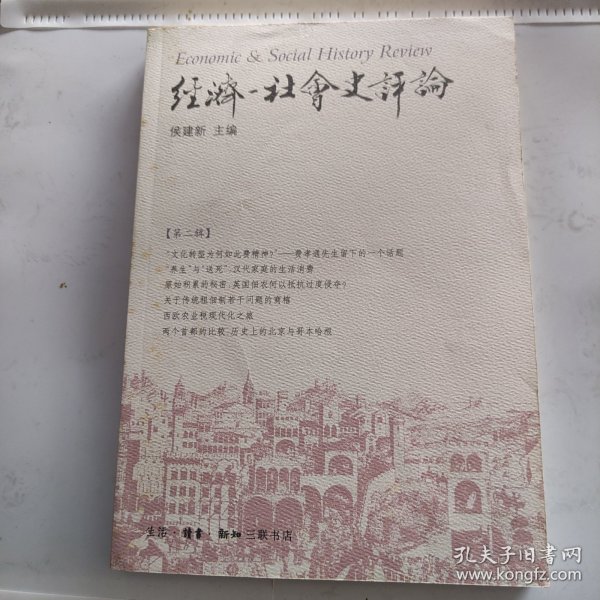 Economic & Social History Review
經濟-社會史評論
侯建新 主编
【第二辑】
“文化转型为何如此费精神?”——费孝通先生留下的一个话题
“养生”与“送死”:汉代家庭的生活消费
原始积累的秘密:英国佃农何以抵抗过度侵夺?
关于传统租佃制若干问题的商榷
西欧农业税现代化之旅
两个首都的比较:历史上的北京与哥本哈根
生活·讀書·新知三联书店
孔夫子旧书网
www.kongfz.com